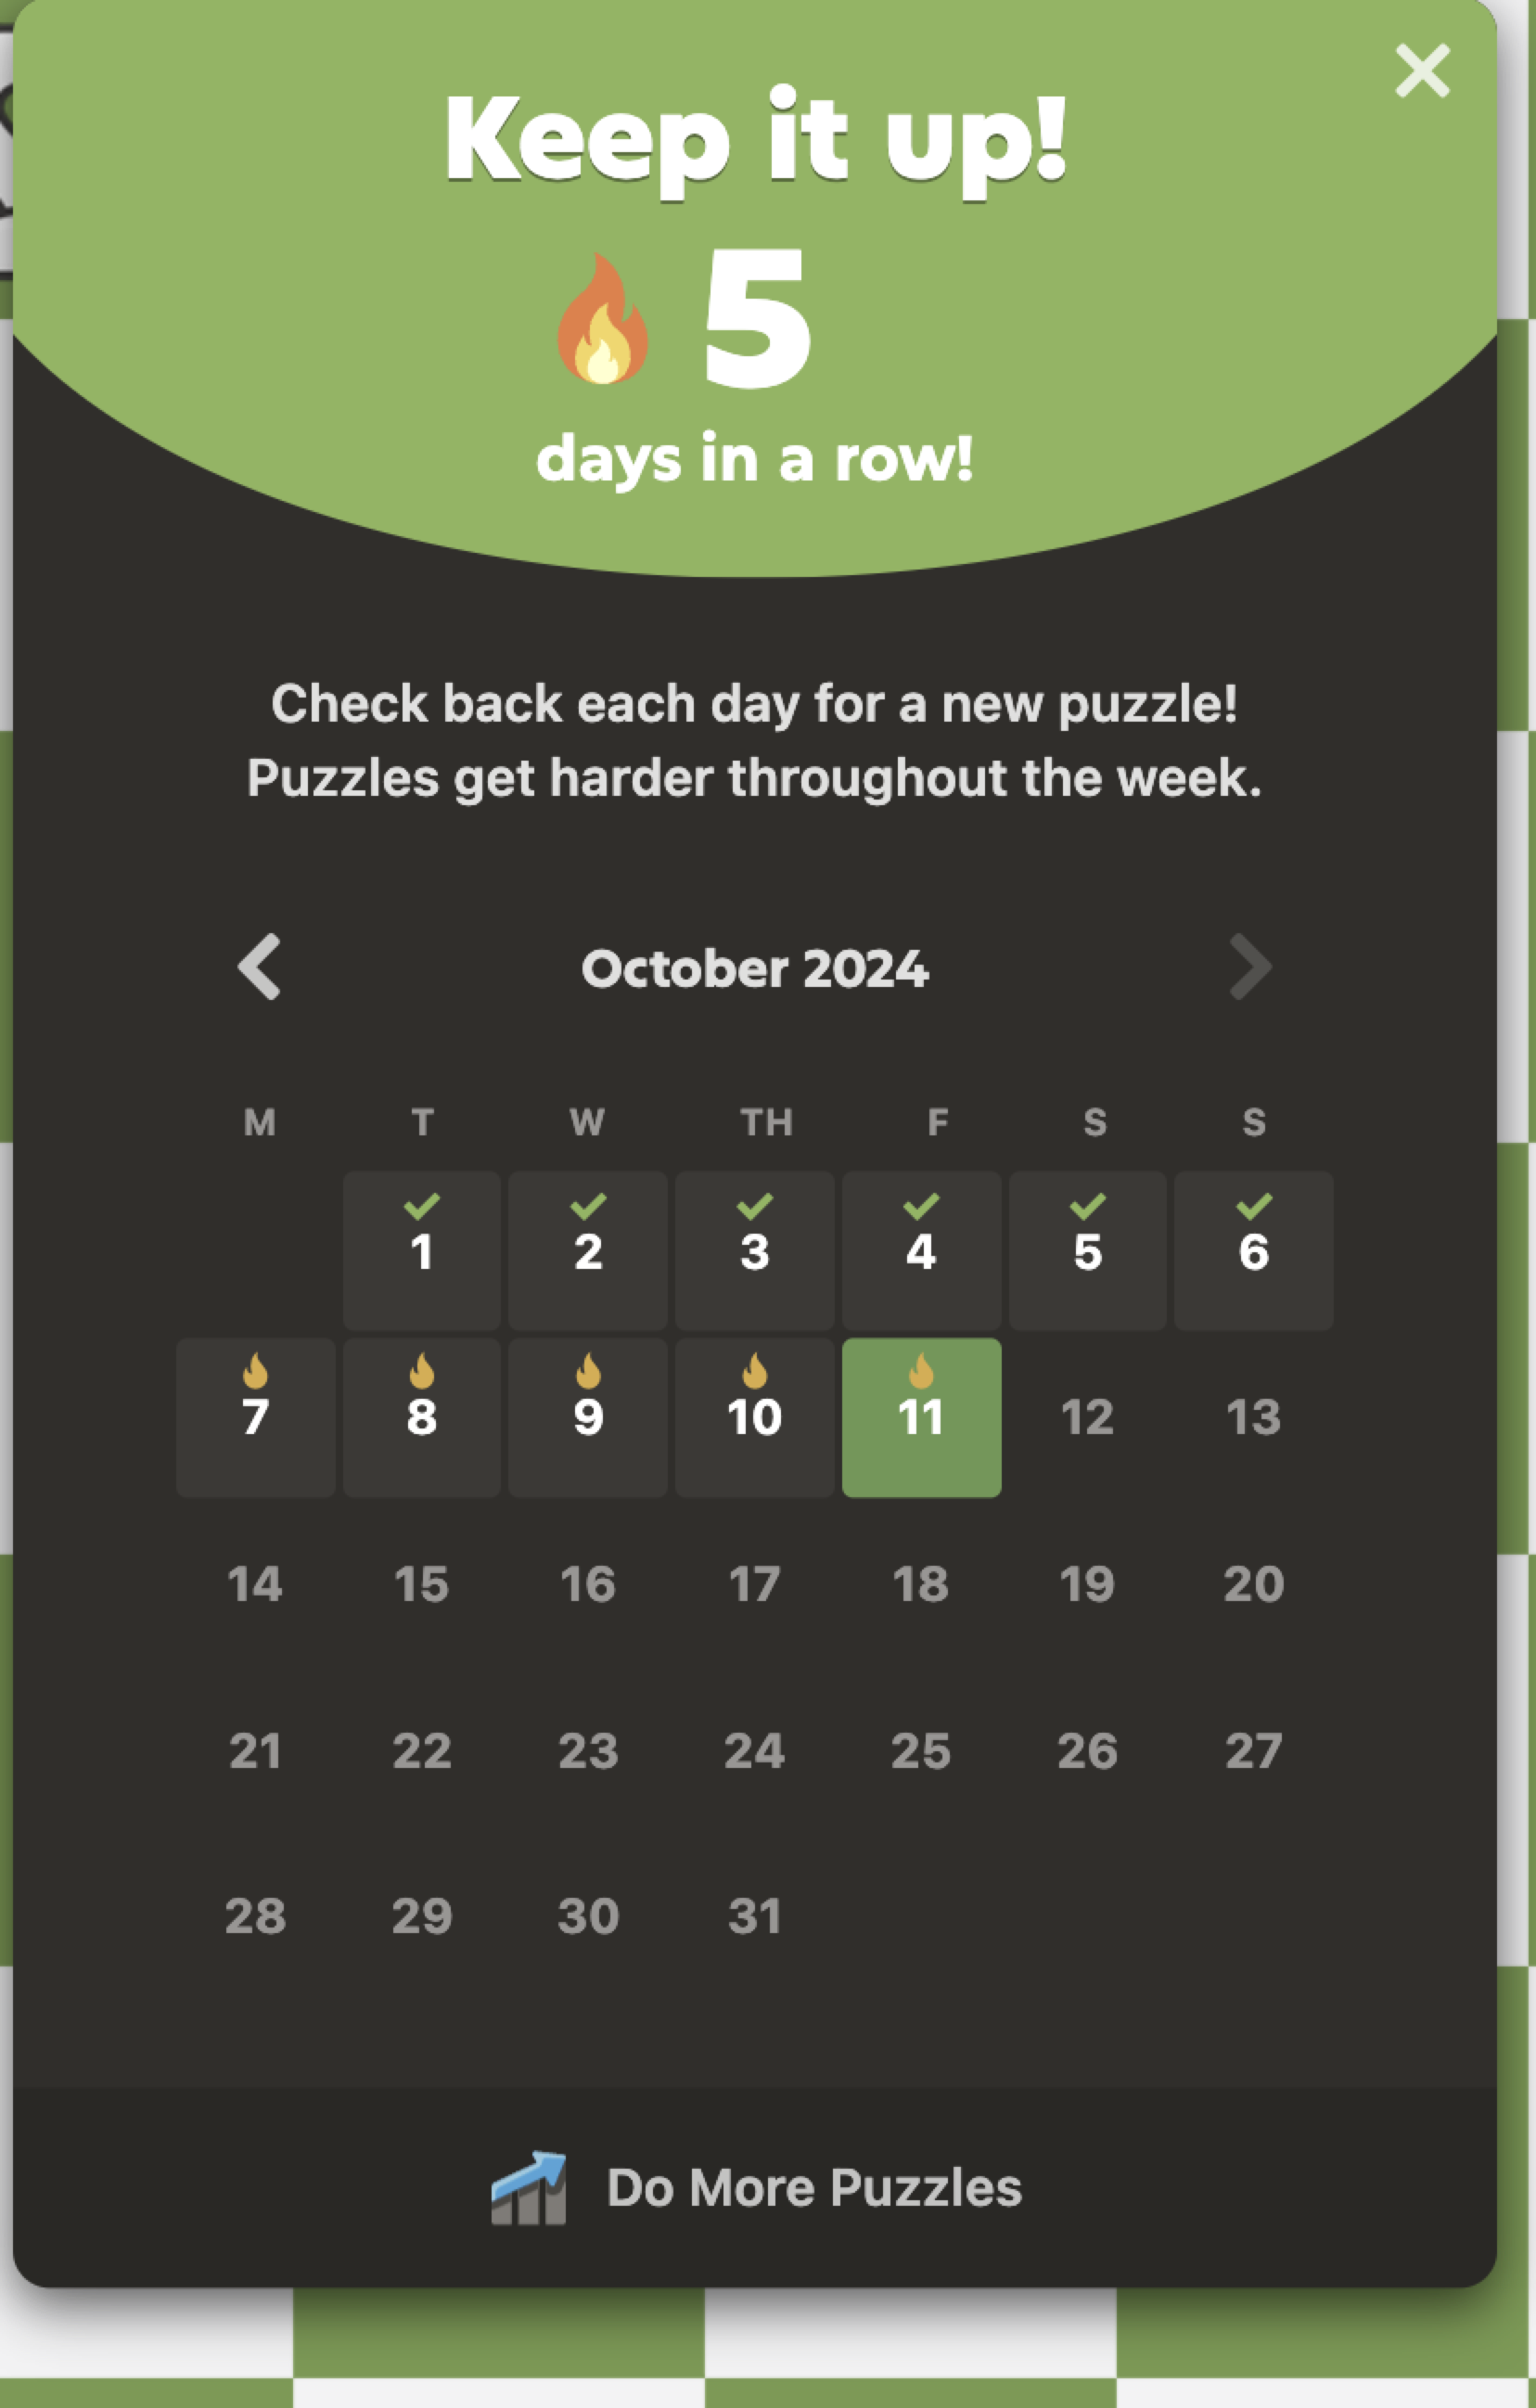 Keep it up!
5
days in a row!
Check back each day for a new puzzle!
Puzzles get harder throughout the week.
October 2024
M T W TH F S S
1 2 3 4 5 6
7 8 9 10 11 12 13
14 15 16 17 18 19 20
21 22 23 24 25 26 27
28 29 30 31
Do More Puzzles